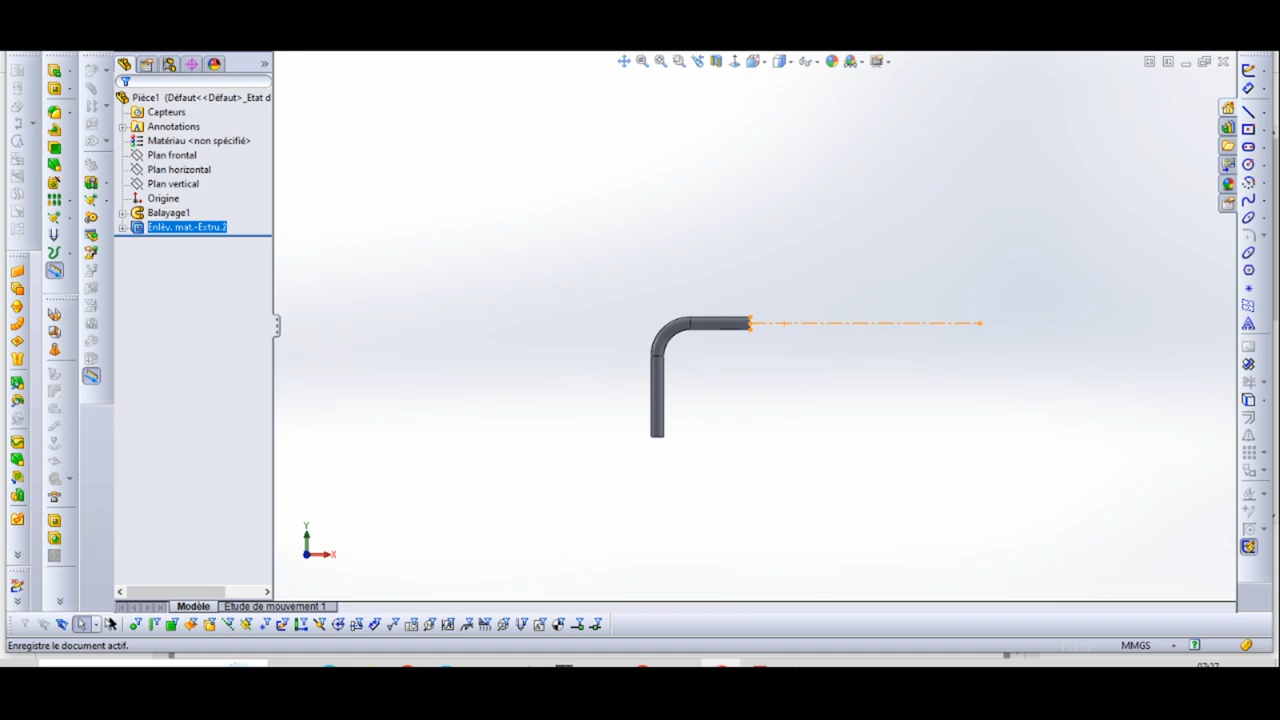 Pièce1 (Défaut<<Défaut>_Etat d
Capteurs
Annotations
Matériau <non spécifié>
Plan frontal
Plan horizontal
Plan vertical
Origine
Balayage1
Enlèv. mat.-Extru.2
Y
X
Modèle
Etude de mouvement 1
Enregistre le document actif.
MMGS